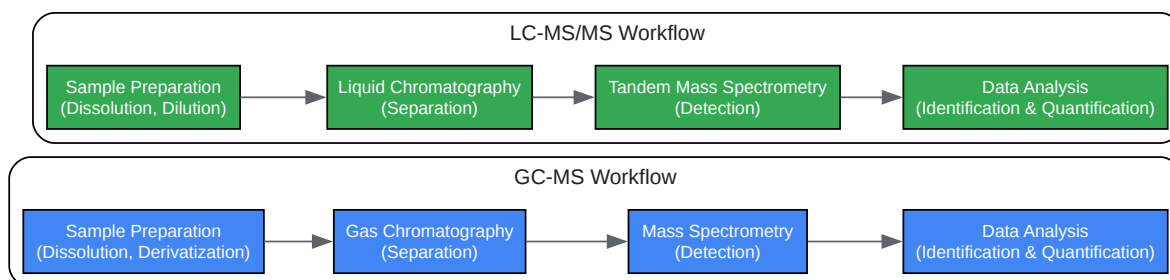 LC-MS/MS Workflow
Sample Preparation
(Dissolution, Dilution)
Liquid Chromatography
(Separation)
Tandem Mass Spectrometry
(Detection)
Data Analysis
(Identification & Quantification)
GC-MS Workflow
Sample Preparation
(Dissolution, Derivatization)
Gas Chromatography
(Separation)
Mass Spectrometry
(Detection)
Data Analysis
(Identification & Quantification)